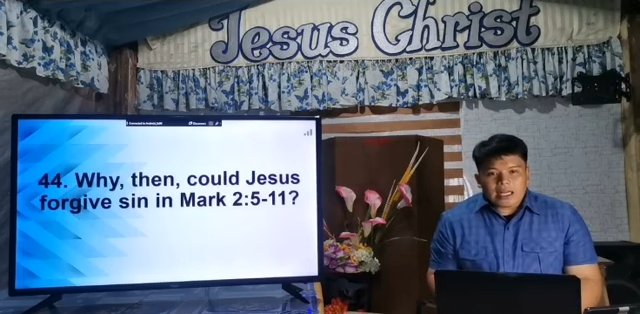 Jesus Christ
44. Why, then, could Jesus
forgive sin in Mark 2:5-11?